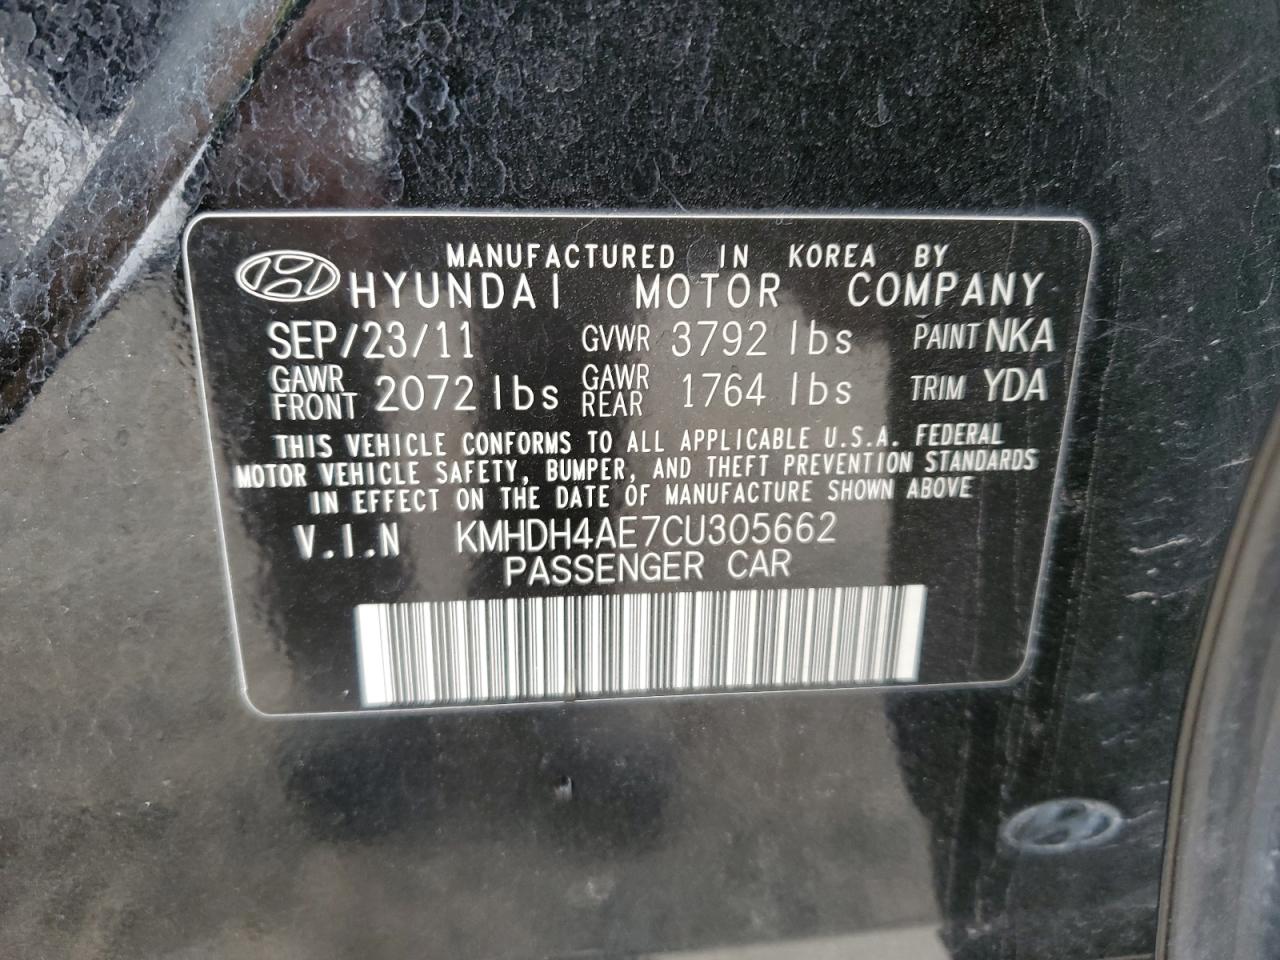 MANUFACTURED IN KOREA BY
HYUNDAI MOTOR COMPANY
SEP/23/11 GVWR 3792 lbs PAINT NKA
GAWR FRONT 2072 lbs GAWR REAR 1764 lbs TRIM YDA
THIS VEHICLE CONFORMS TO ALL APPLICABLE U.S.A. FEDERAL
MOTOR VEHICLE SAFETY, BUMPER, AND THEFT PREVENTION STANDARDS
IN EFFECT ON THE DATE OF MANUFACTURE SHOWN ABOVE
V.I.N KMHDH4AE7CU305662
PASSENGER CAR